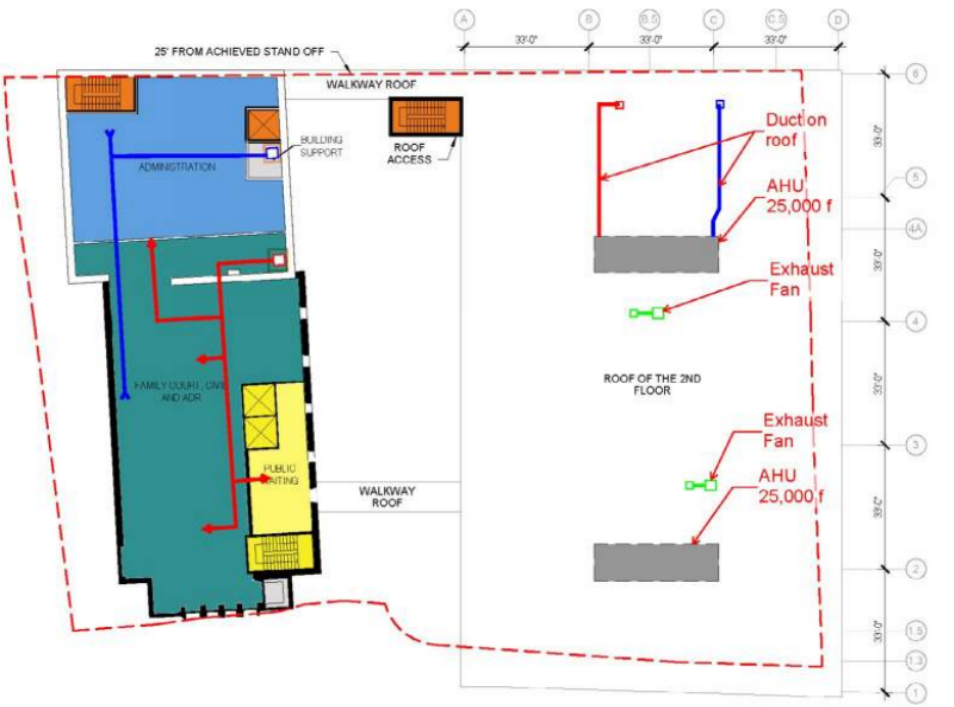 A
B
B.5
C
C.5
D
33'-0"
33'-0"
33'-0"
25' FROM ACHIEVED STAND OFF
WALKWAY ROOF
6
BUILDING
SUPPORT
ROOF
ACCESS
ADMINISTRATION
Duct on
roof
5
AHU
25,000 f
4A
Exhaust
Fan
4
ROOF OF THE 2ND
FLOOR
FAMILY COURT, CIVIL
AND ADR
33'-0"
Exhaust
Fan
3
PUBLIC
WAITING
AHU
25,000 f
WALKWAY
ROOF
33'-0"
2
33'-0"
1.5
1.3
1